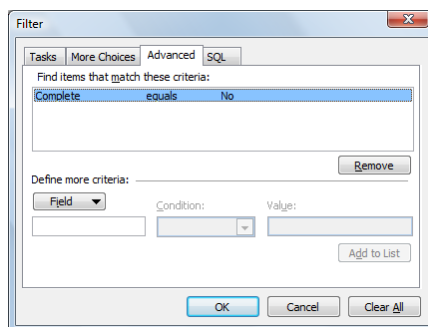 Filter
Tasks More Choices Advanced SQL
Find items that match these criteria:
Complete equals No
Remove
Define more criteria:
Field Condition: Value:
Add to List
OK Cancel Clear All